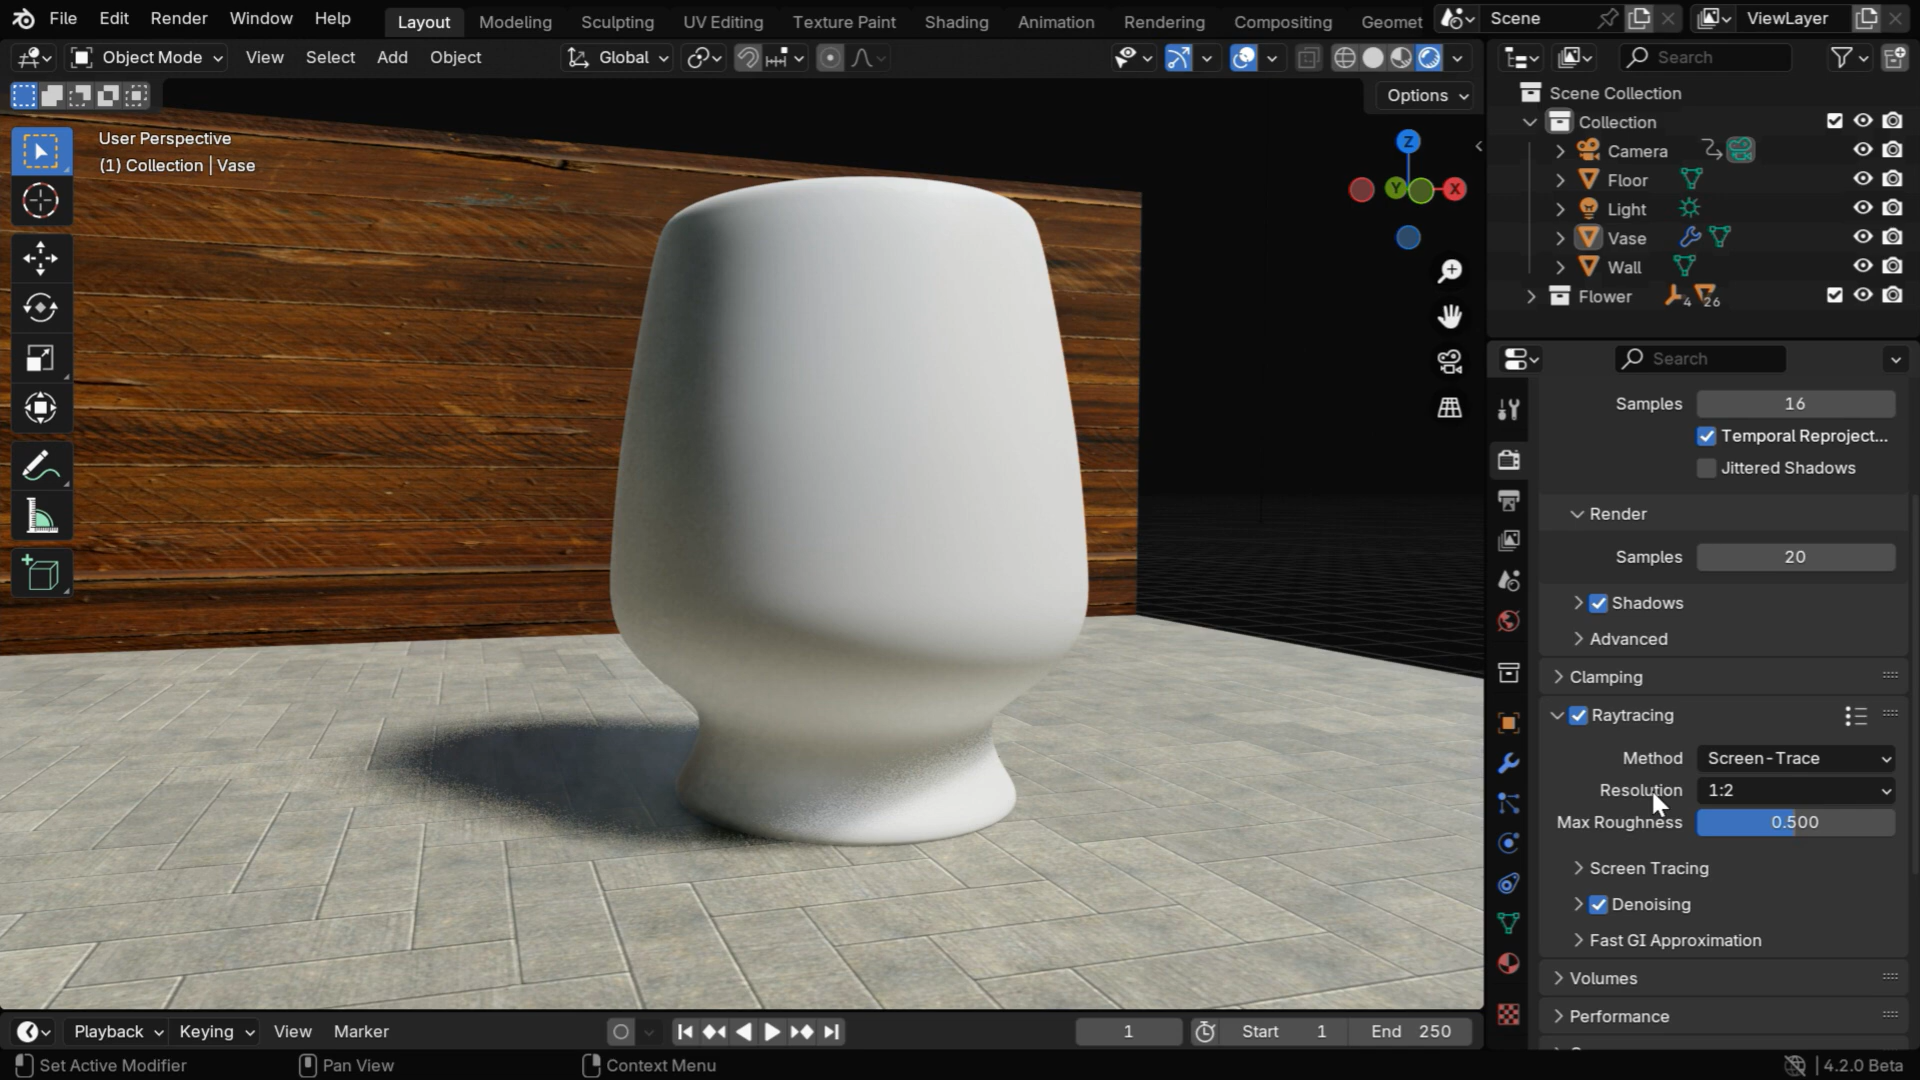 File Edit Render Window Help Layout Modeling Sculpting UV Editing Texture Paint Shading Animation Rendering Compositing Geomet Scene ViewLayer
Object Mode View Select Add Object Global Search
Options
User Perspective
(1) Collection | Vase
Z
Y X
Scene Collection
Collection
Camera
Floor
Light
Vase
Wall
Flower 4 26
Search
Samples 16
Temporal Reproject...
Jittered Shadows
Render
Samples 20
Shadows
Advanced
Clamping
Raytracing
Method Screen-Trace
Resolution 1:2
Max Roughness 0.500
Screen Tracing
Denoising
Fast GI Approximation
Volumes
Performance
Playback Keying View Marker 1 Start 1 End 250
Set Active Modifier Pan View Context Menu 4.2.0 Beta